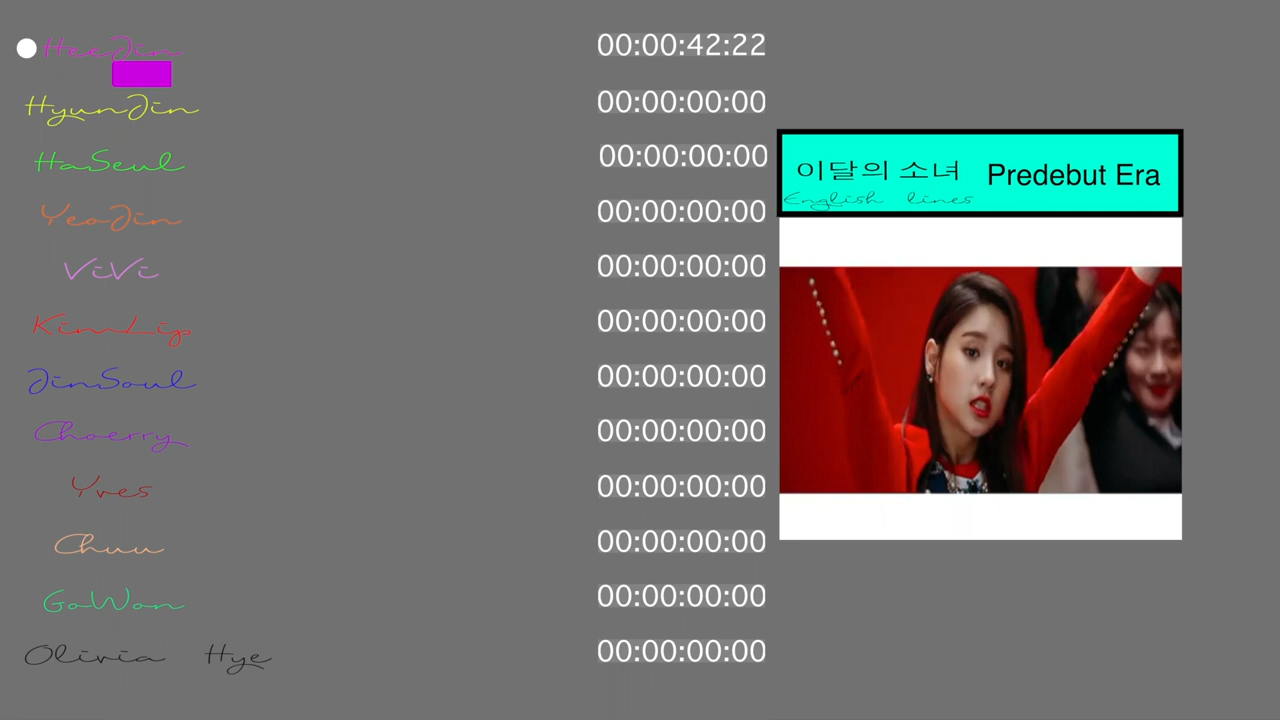 HeeJin 00:00:42:22
HyunJin 00:00:00:00
HaSeul 00:00:00:00
이달의 소녀 Predebut Era
English lines
YeoJin 00:00:00:00
ViVi 00:00:00:00
KimLip 00:00:00:00
JinSoul 00:00:00:00
Choerry 00:00:00:00
Yves 00:00:00:00
Chuu 00:00:00:00
GoWon 00:00:00:00
Olivia Hye 00:00:00:00